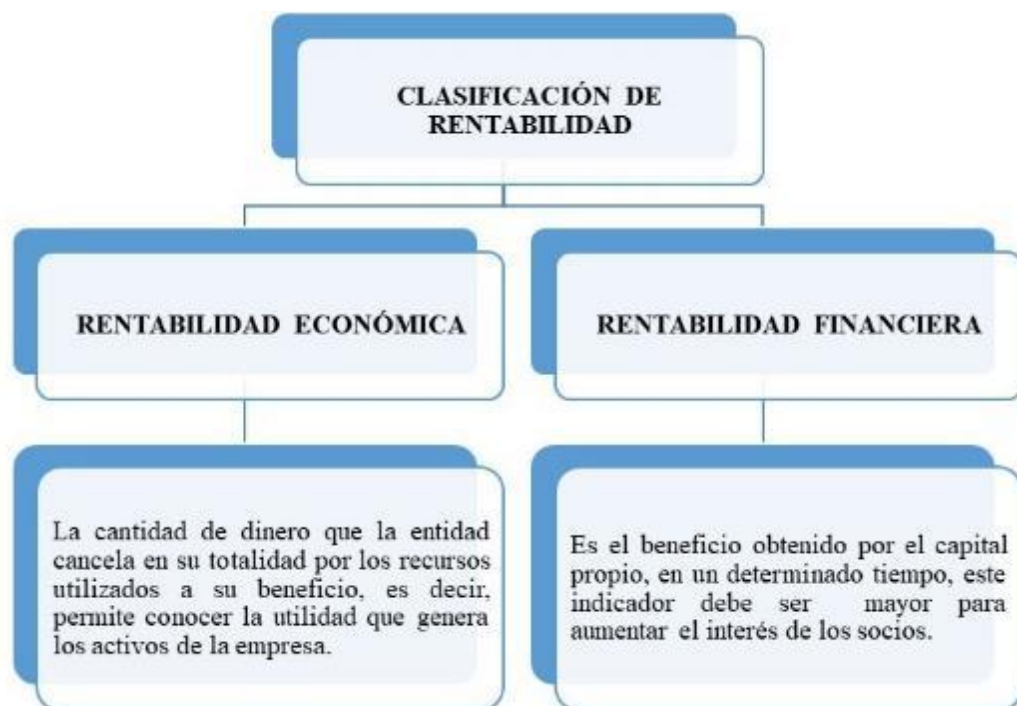 CLASIFICACIÓN DE
RENTABILIDAD
RENTABILIDAD ECONÓMICA
RENTABILIDAD FINANCIERA
La cantidad de dinero que la entidad
cancela en su totalidad por los recursos
utilizados a su beneficio, es decir,
permite conocer la utilidad que genera
los activos de la empresa.
Es el beneficio obtenido por el capital
propio, en un determinado tiempo, este
indicador debe ser mayor para
aumentar el interés de los socios.